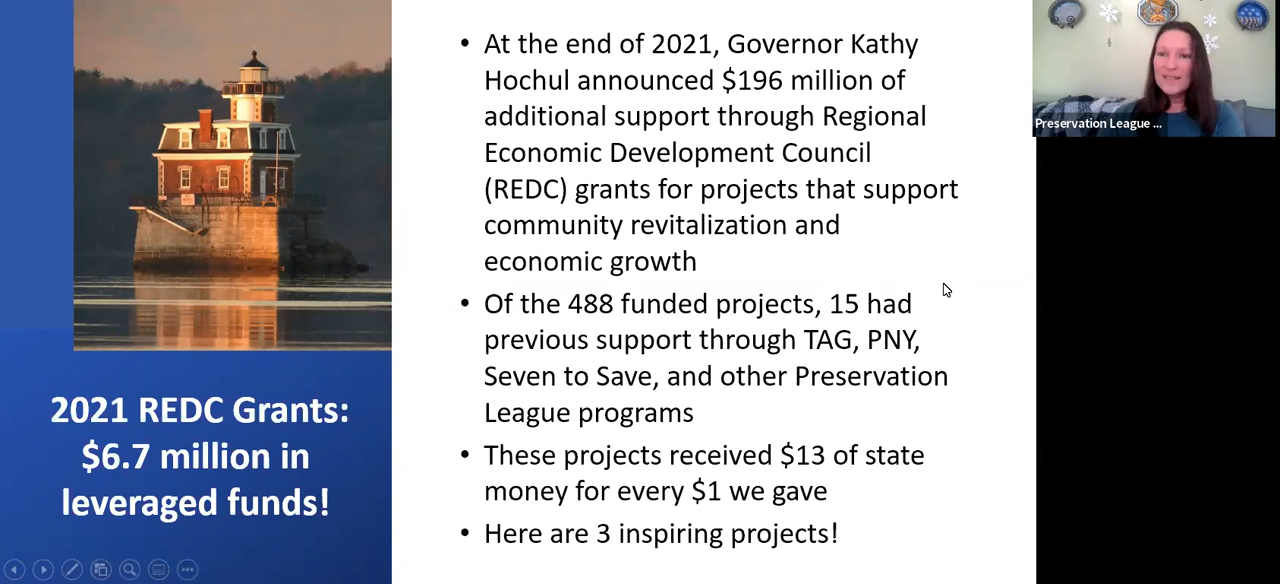 2021 REDC Grants:
$6.7 million in
leveraged funds!
• At the end of 2021, Governor Kathy
Hochul announced $196 million of
additional support through Regional
Economic Development Council
(REDC) grants for projects that support
community revitalization and
economic growth
• Of the 488 funded projects, 15 had
previous support through TAG, PNY,
Seven to Save, and other Preservation
League programs
• These projects received $13 of state
money for every $1 we gave
• Here are 3 inspiring projects!
Preservation League ...